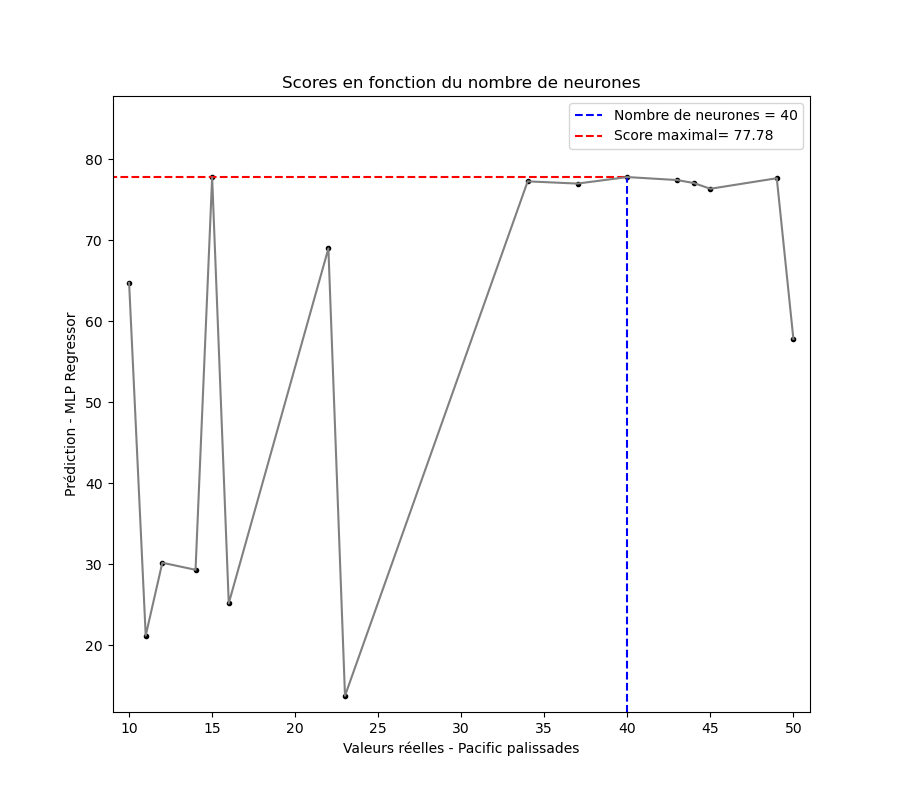 Scores en fonction du nombre de neurones
Nombre de neurones = 40
Score maximal= 77.78
80
70
60
50
40
30
20
Prédiction - MLP Regressor
10 15 20 25 30 35 40 45 50
Valeurs réelles - Pacific palissades